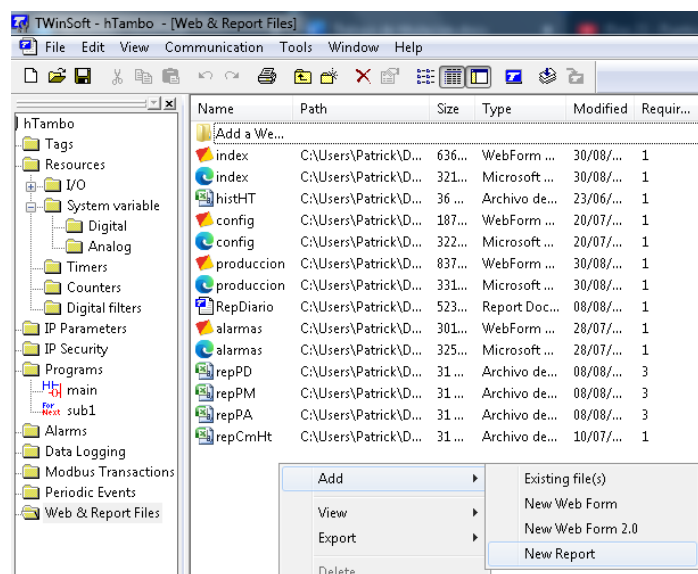 TWinSoft - hTambo - [Web & Report Files]
File Edit View Communication Tools Window Help
Name Path Size Type Modified Requir...
hTambo
Tags
Resources
I/O
System variable
Digital
Analog
Timers
Counters
Digital filters
IP Parameters
IP Security
Programs
main
sub1
Alarms
Data Logging
Modbus Transactions
Periodic Events
Web & Report Files
Add a We...
index C:\Users\Patrick\D... 636... WebForm ... 30/08/... 1
index C:\Users\Patrick\D... 321... Microsoft ... 30/08/... 1
histHT C:\Users\Patrick\D... 36 ... Archivo de... 23/06/... 1
config C:\Users\Patrick\D... 187... WebForm ... 20/07/... 1
config C:\Users\Patrick\D... 322... Microsoft ... 20/07/... 1
produccion C:\Users\Patrick\D... 837... WebForm ... 30/08/... 1
produccion C:\Users\Patrick\D... 331... Microsoft ... 30/08/... 1
RepDiario C:\Users\Patrick\D... 523... Report Doc... 08/08/... 1
alarmas C:\Users\Patrick\D... 301... WebForm ... 28/07/... 1
alarmas C:\Users\Patrick\D... 325... Microsoft ... 28/07/... 1
repPD C:\Users\Patrick\D... 31 ... Archivo de... 08/08/... 3
repPM C:\Users\Patrick\D... 31 ... Archivo de... 08/08/... 3
repPA C:\Users\Patrick\D... 31 ... Archivo de... 08/08/... 3
repCmHt C:\Users\Patrick\D... 31 ... Archivo de... 10/07/... 1
Add
View
Export
Delete
Existing file(s)
New Web Form
New Web Form 2.0
New Report